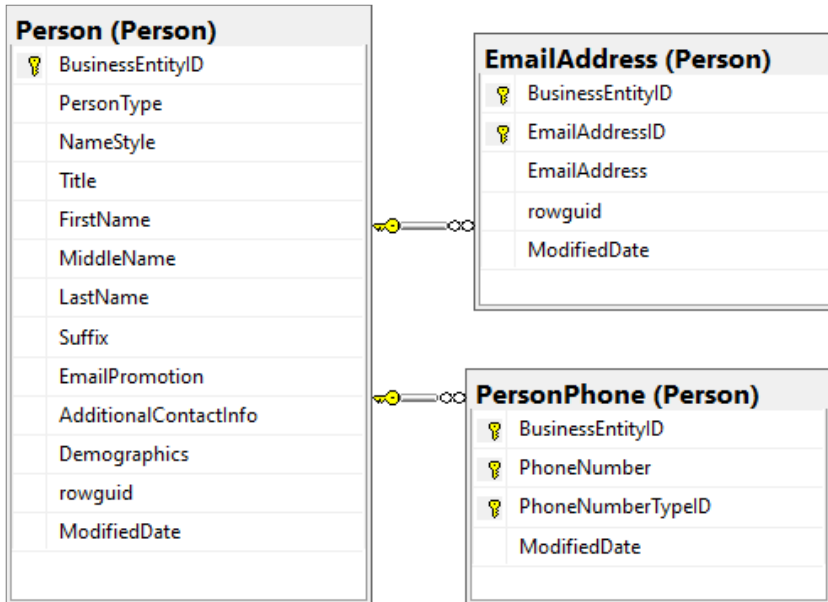 Person (Person)
BusinessEntityID
PersonType
NameStyle
Title
FirstName
MiddleName
LastName
Suffix
EmailPromotion
AdditionalContactInfo
Demographics
rowguid
ModifiedDate
EmailAddress (Person)
BusinessEntityID
EmailAddressID
EmailAddress
rowguid
ModifiedDate
PersonPhone (Person)
BusinessEntityID
PhoneNumber
PhoneNumberTypeID
ModifiedDate